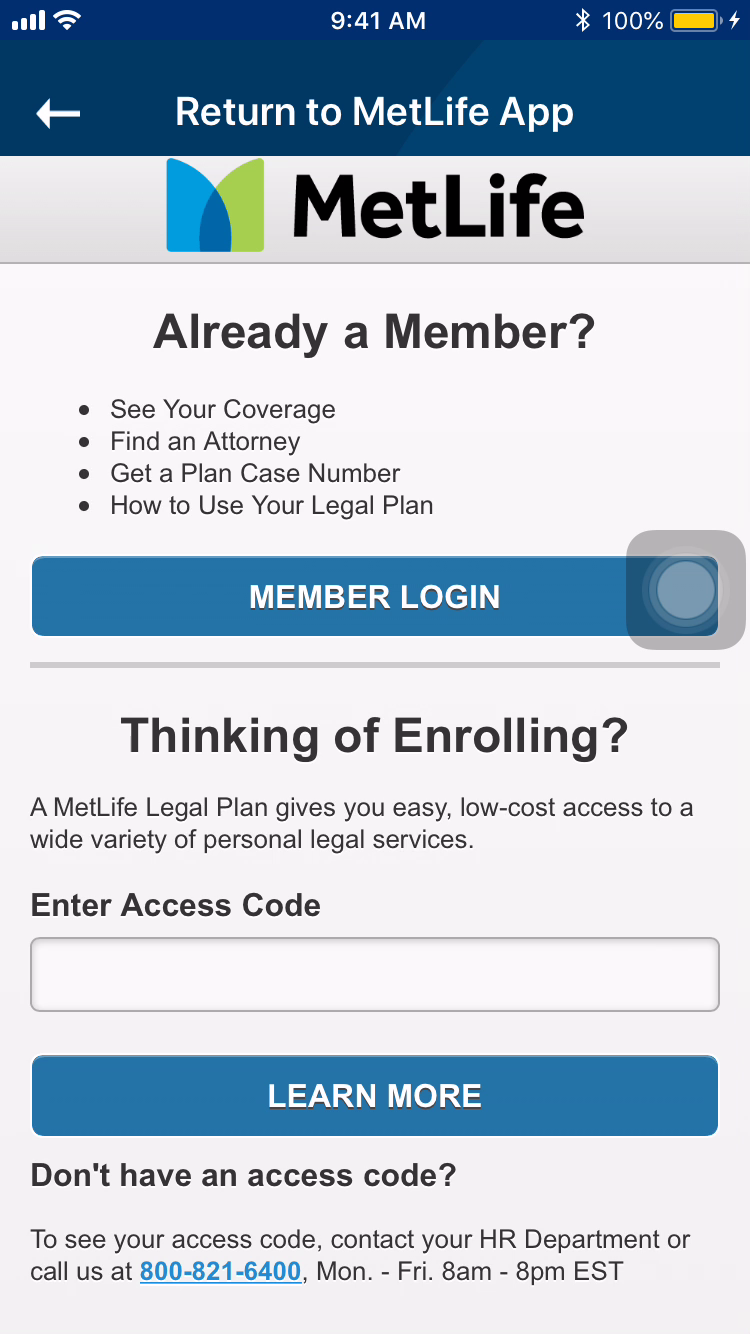 9:41 AM 100%
Return to MetLife App
MetLife
Already a Member?
• See Your Coverage
• Find an Attorney
• Get a Plan Case Number
• How to Use Your Legal Plan
MEMBER LOGIN
Thinking of Enrolling?
A MetLife Legal Plan gives you easy, low-cost access to a
wide variety of personal legal services.
Enter Access Code
LEARN MORE
Don't have an access code?
To see your access code, contact your HR Department or
call us at 800-821-6400, Mon. - Fri. 8am - 8pm EST